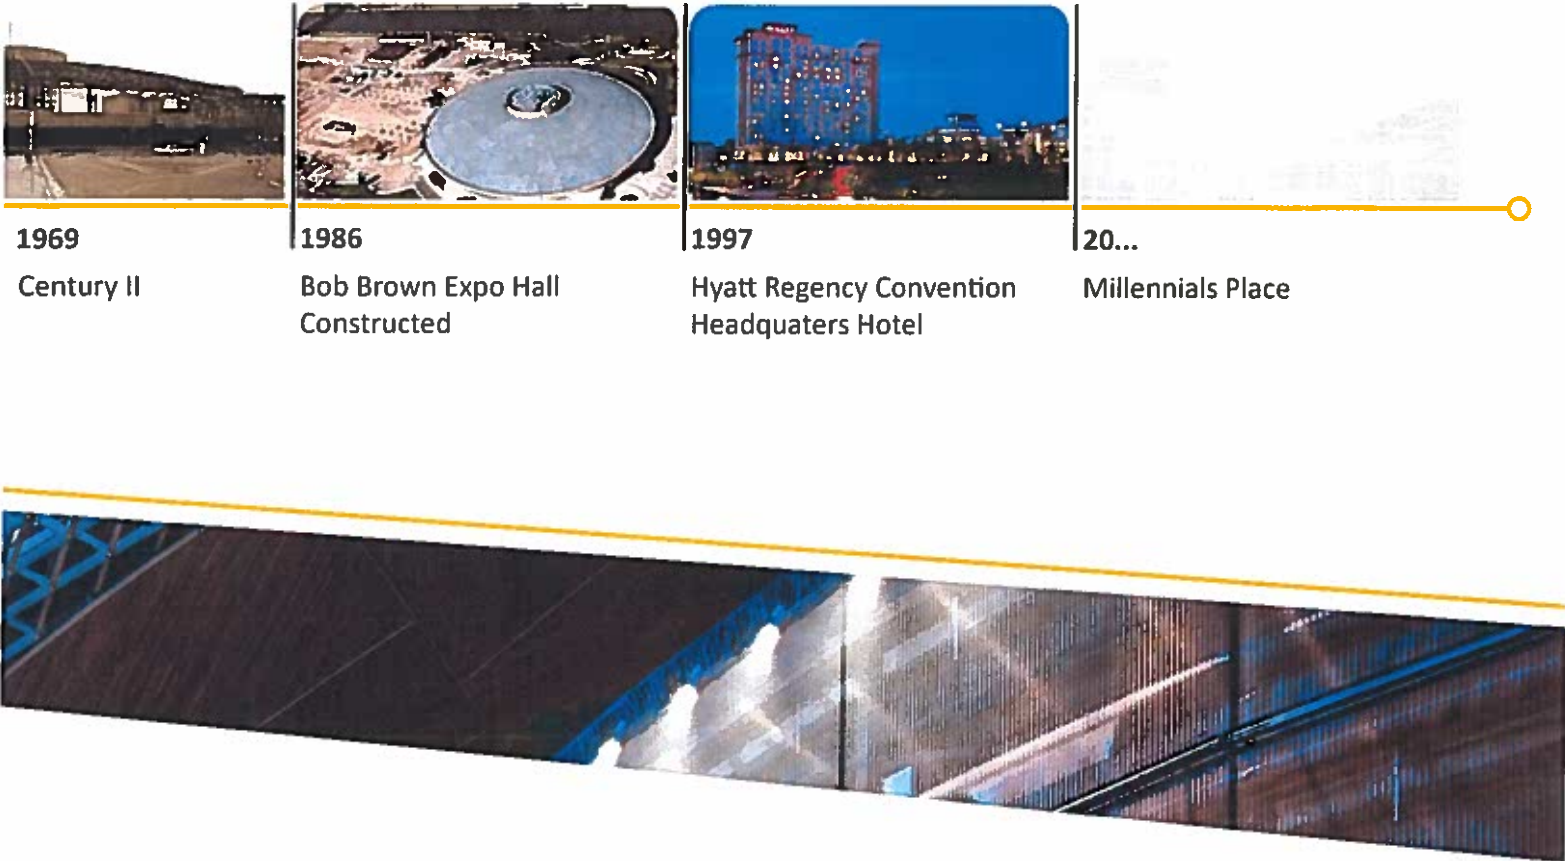 1969
Century II
1986
Bob Brown Expo Hall
Constructed
1997
Hyatt Regency Convention
Headquaters Hotel
20...
Millennials Place